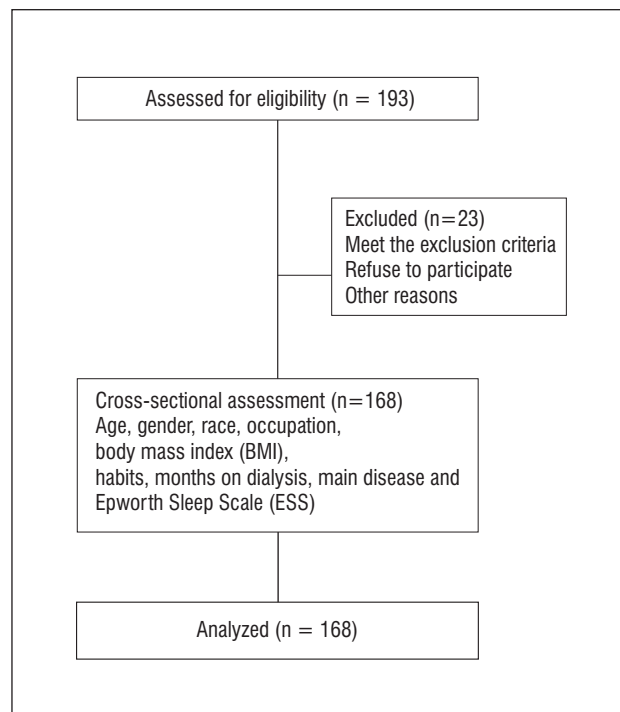 Assessed for eligibility (n = 193)
Excluded (n=23)
Meet the exclusion criteria
Refuse to participate
Other reasons
Cross-sectional assessment (n=168)
Age, gender, race, occupation,
body mass index (BMI),
habits, months on dialysis, main disease and
Epworth Sleep Scale (ESS)
Analyzed (n = 168)